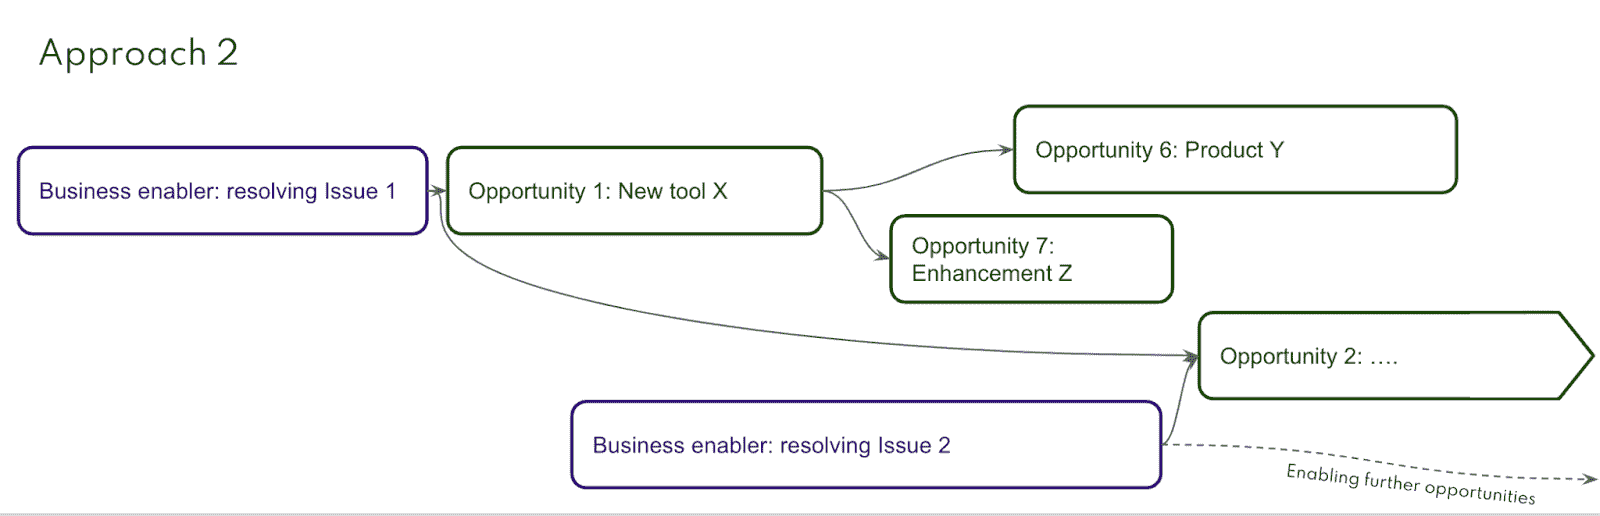 Approach 2
Opportunity 6: Product Y
Business enabler: resolving Issue 1
Opportunity 1: New tool X
Opportunity 7:
Enhancement Z
Opportunity 2: ....
Business enabler: resolving Issue 2
Enabling further opportunities